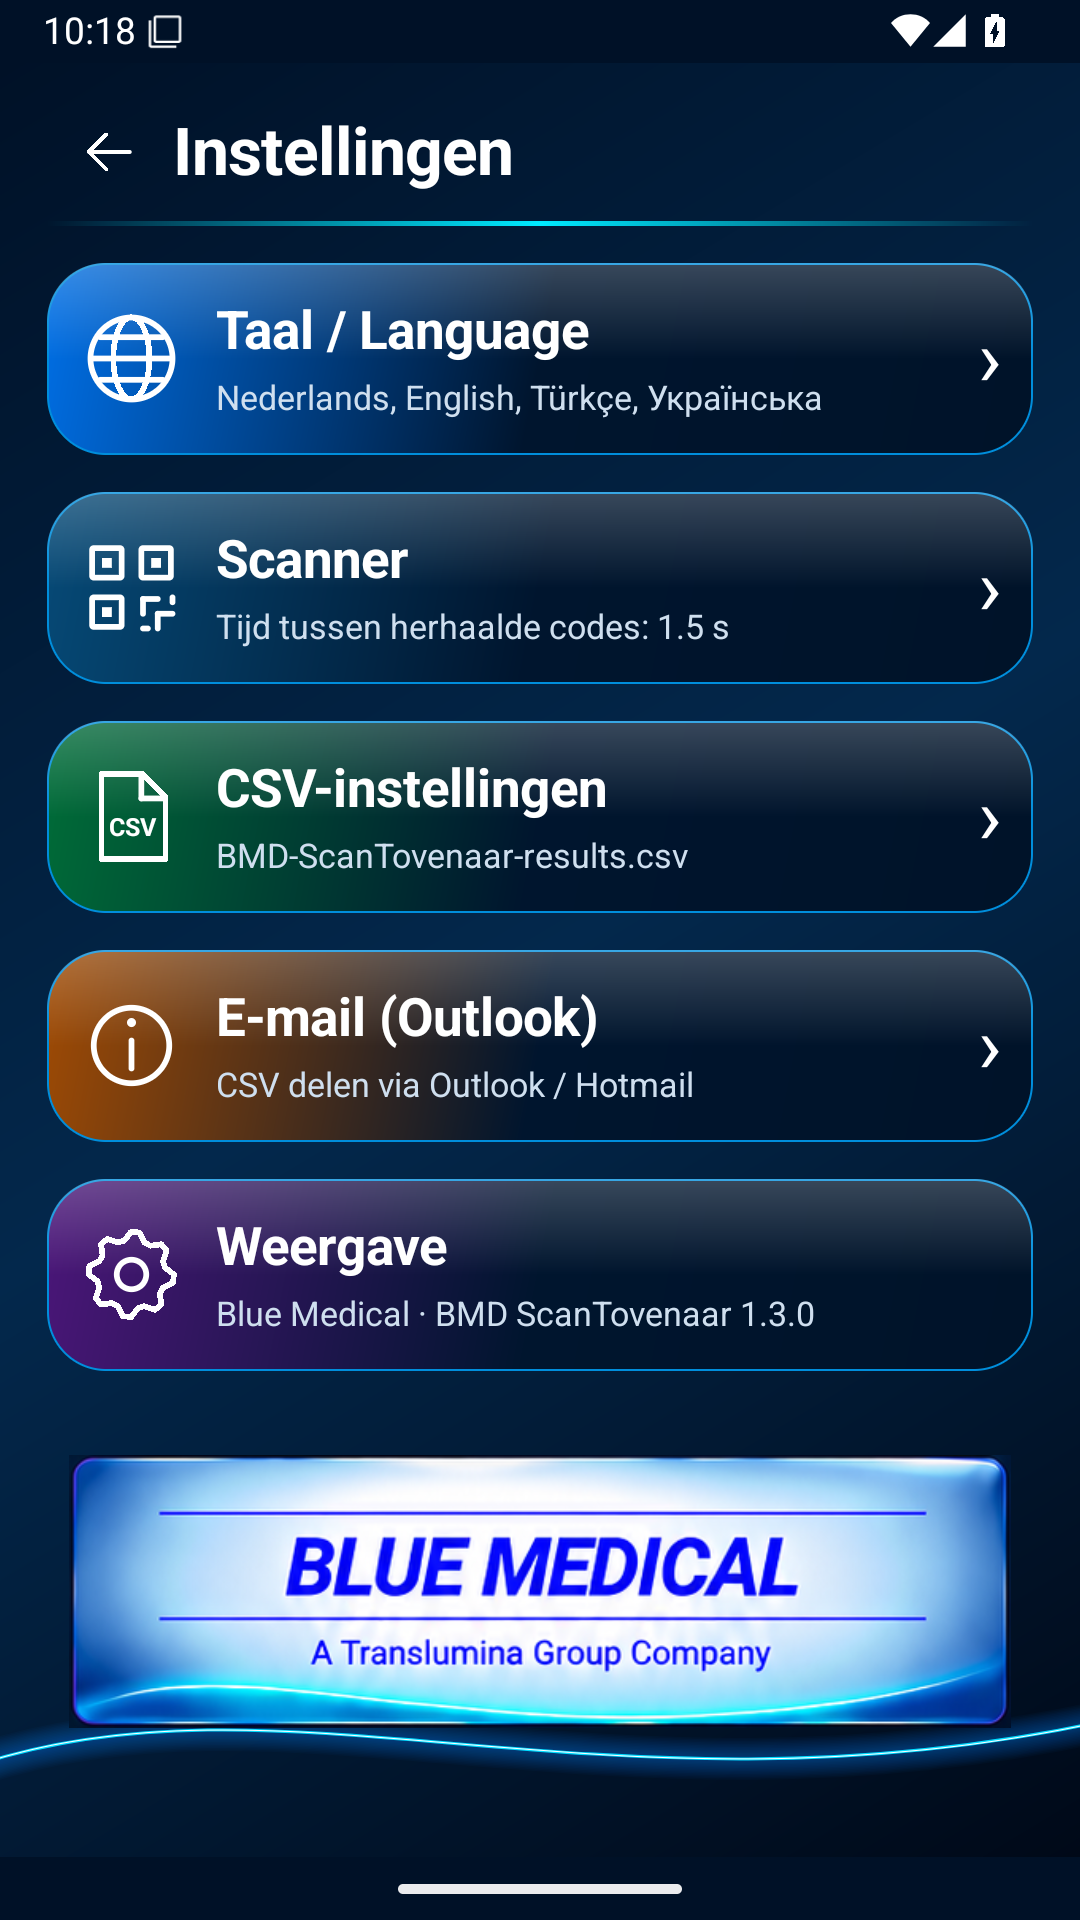 10:18
Instellingen
Taal / Language
Nederlands, English, Türkçe, Українська
Scanner
Tijd tussen herhaalde codes: 1.5 s
CSV-instellingen
CSV
BMD-ScanTovenaar-results.csv
E-mail (Outlook)
CSV delen via Outlook / Hotmail
Weergave
Blue Medical · BMD ScanTovenaar 1.3.0
BLUE MEDICAL
A Translumina Group Company